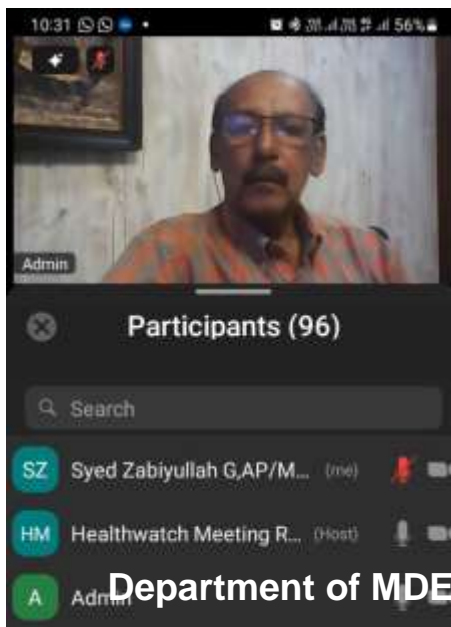 10:31 56%
Admin
Participants (96)
Search
SZ Syed Zabiyullah G,AP/M... (me)
HM Healthwatch Meeting R... (Host)
A Admin
Department of MDE